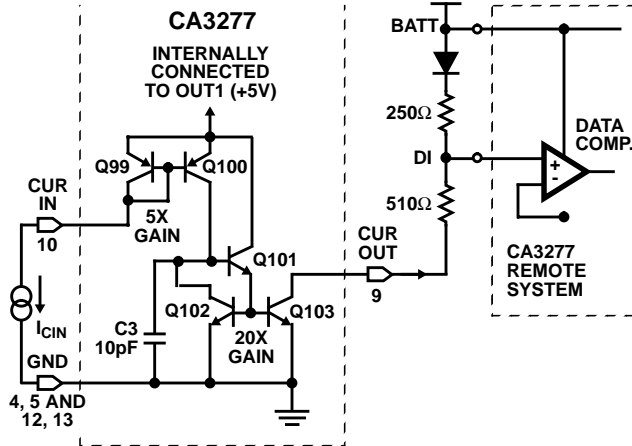 CA3277
INTERNALLY
CONNECTED
TO OUT1 (+5V)
Q99
Q100
CUR
IN
10
5X
GAIN
Q101
CUR
OUT
9
I_CIN
C3
10pF
Q102
Q103
20X
GAIN
GND
4, 5 AND
12, 13
BATT
250Ω
DI
510Ω
DATA
COMP.
+
-
CA3277
REMOTE
SYSTEM